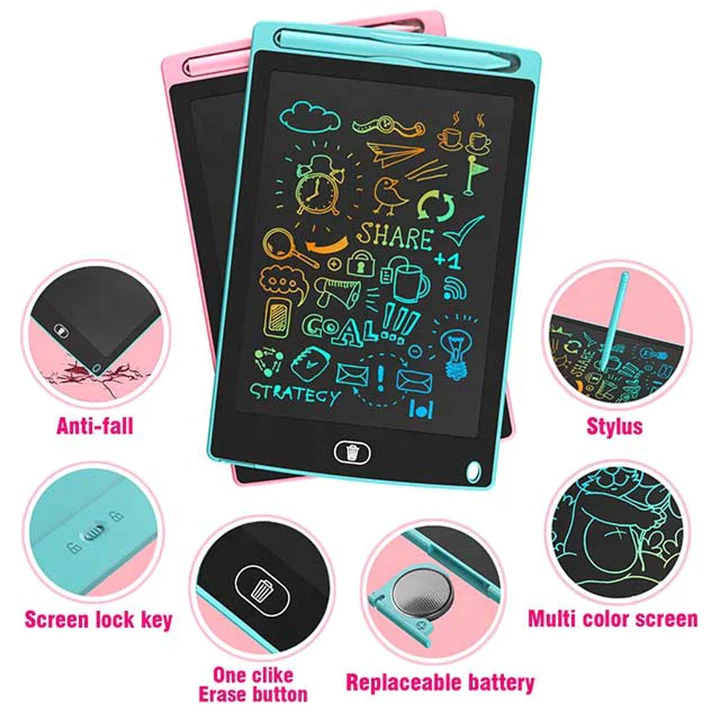 SHARE
+1
GOAL!!!
STRATEGY
!
Anti-fall
Stylus
SHARE
Screen lock key
One clike
Erase button
Replaceable battery
Multi color screen